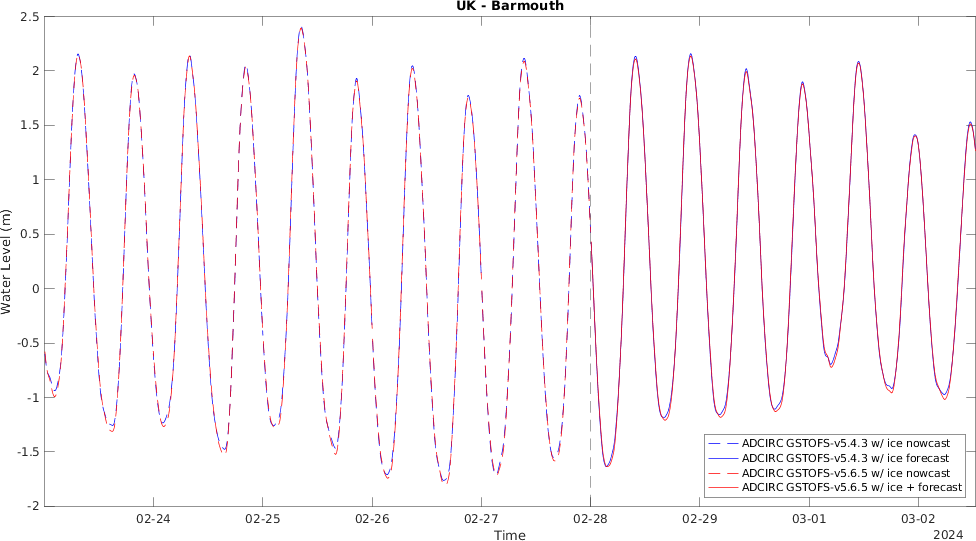 UK - Barmouth
2.5
2
1.5
1
0.5
0
-0.5
-1
-1.5
-2
Water Level (m)
ADCIRC GSTOFS-v5.4.3 w/ ice nowcast
ADCIRC GSTOFS-v5.4.3 w/ ice forecast
ADCIRC GSTOFS-v5.6.5 w/ ice nowcast
ADCIRC GSTOFS-v5.6.5 w/ ice + forecast
02-24 02-25 02-26 02-27 02-28 02-29 03-01 03-02
Time
2024